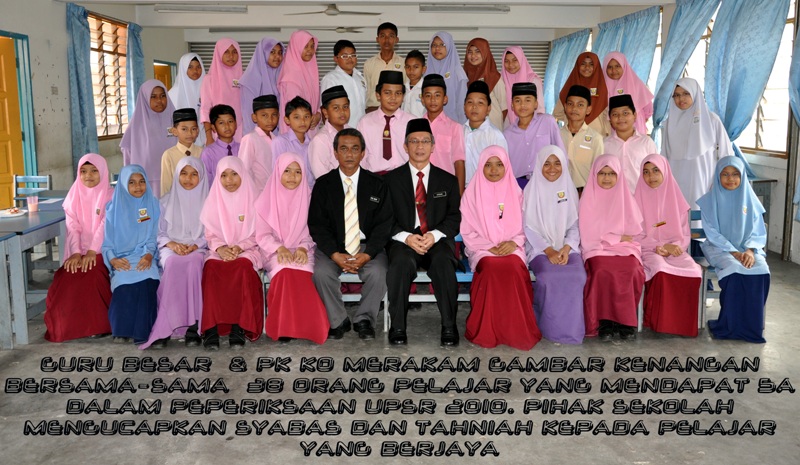 GURU BESAR & PK KO MERAKAM GAMBAR KENANGAN
BERSAMA-SAMA 38 ORANG PELAJAR YANG MENDAPAT 5A
DALAM PEPERIKSAAN UPSR 2010. PIHAK SEKOLAH
MENGUCAPKAN SYABAS DAN TAHNIAH KEPADA PELAJAR
YANG BERJAYA